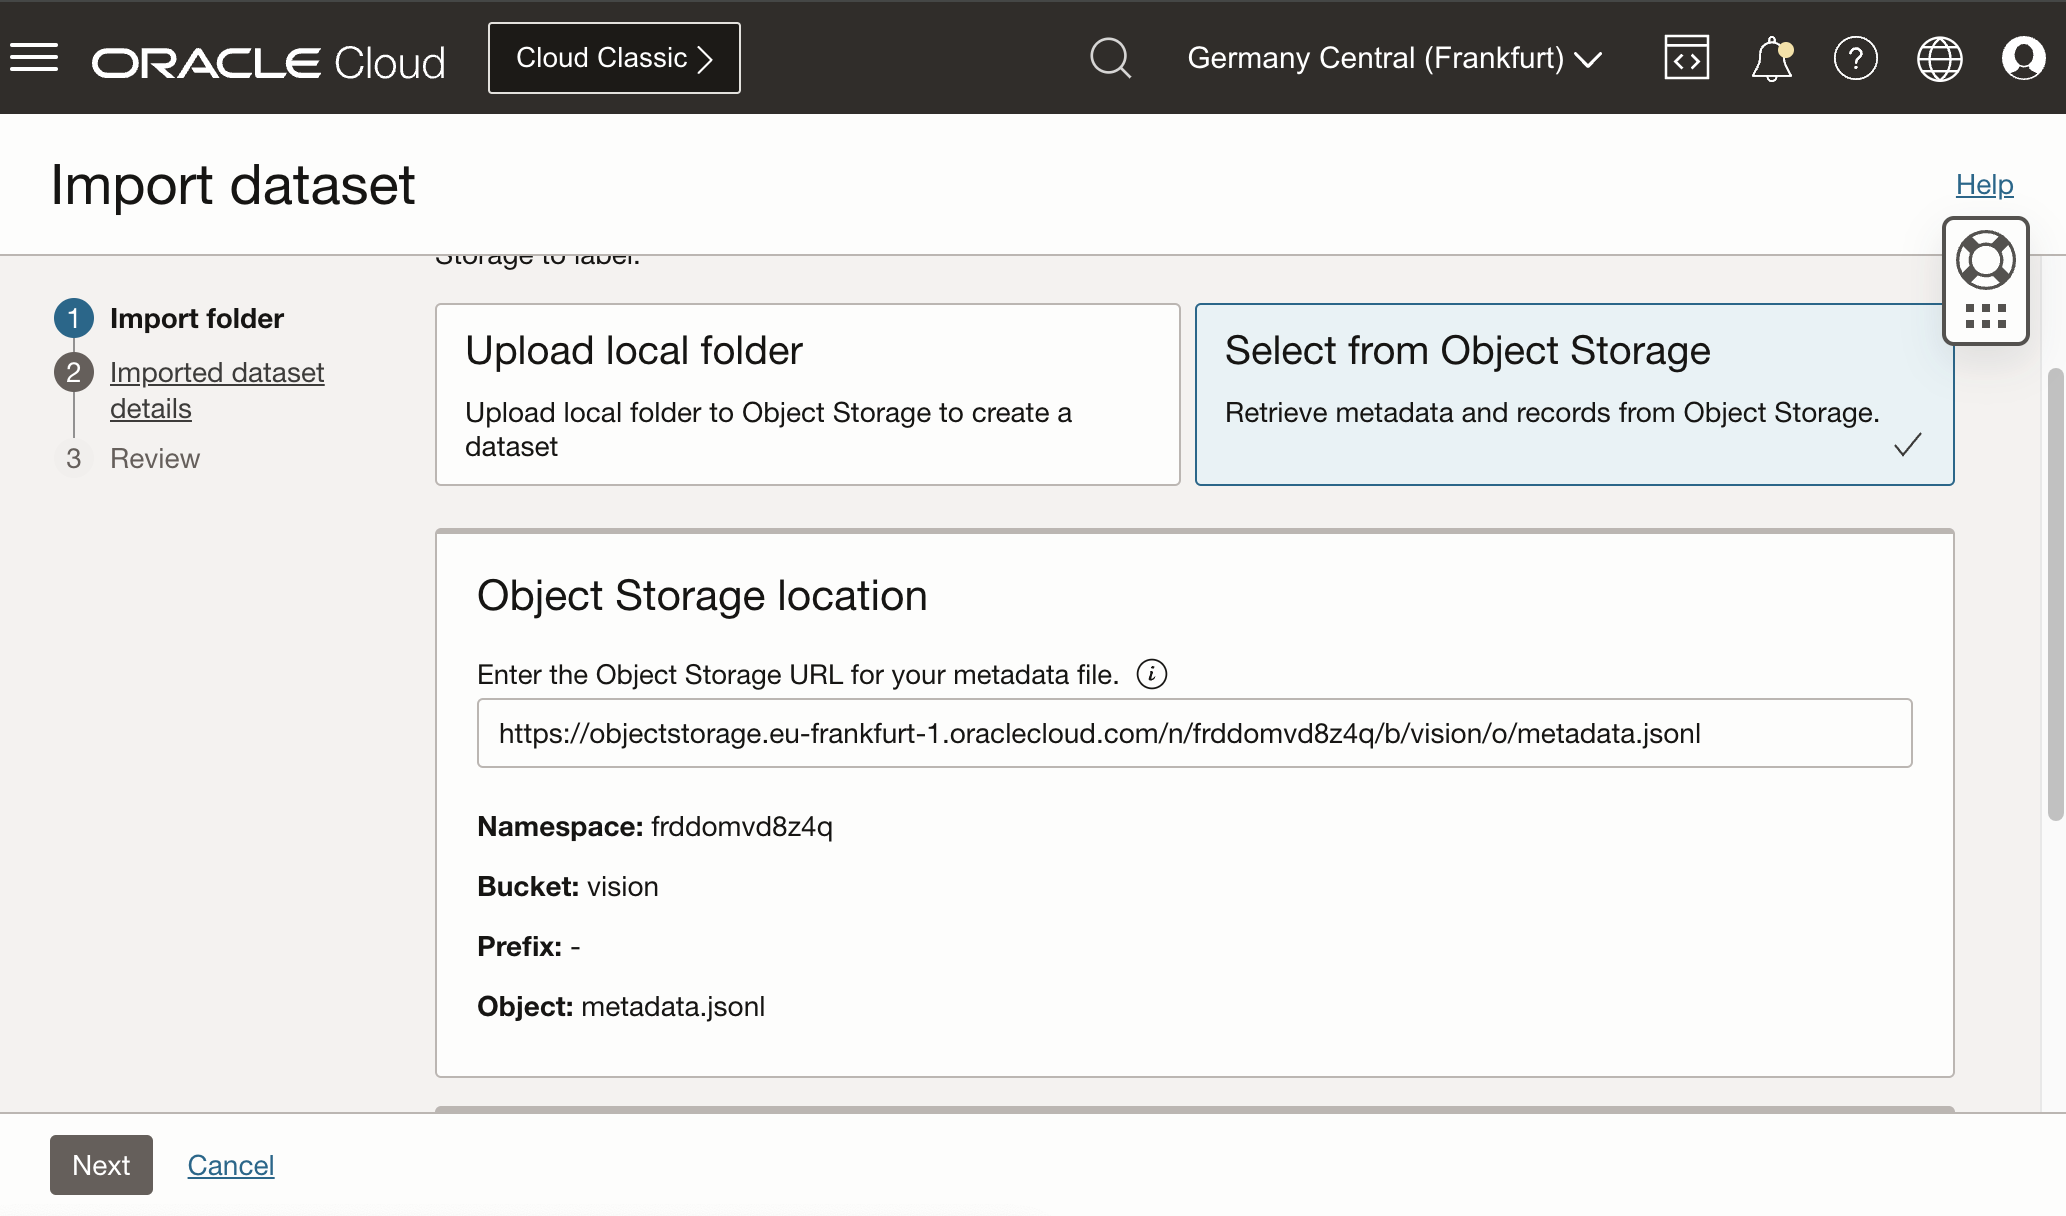 ORACLE Cloud
Cloud Classic
Germany Central (Frankfurt)
Import dataset
Help
Storage to label.
1 Import folder
2 Imported dataset
details
3 Review
Upload local folder
Upload local folder to Object Storage to create a
dataset
Select from Object Storage
Retrieve metadata and records from Object Storage.
Object Storage location
Enter the Object Storage URL for your metadata file.
https://objectstorage.eu-frankfurt-1.oraclecloud.com/n/frddomvd8z4q/b/vision/o/metadata.jsonl
Namespace: frddomvd8z4q
Bucket: vision
Prefix: -
Object: metadata.jsonl
Next
Cancel